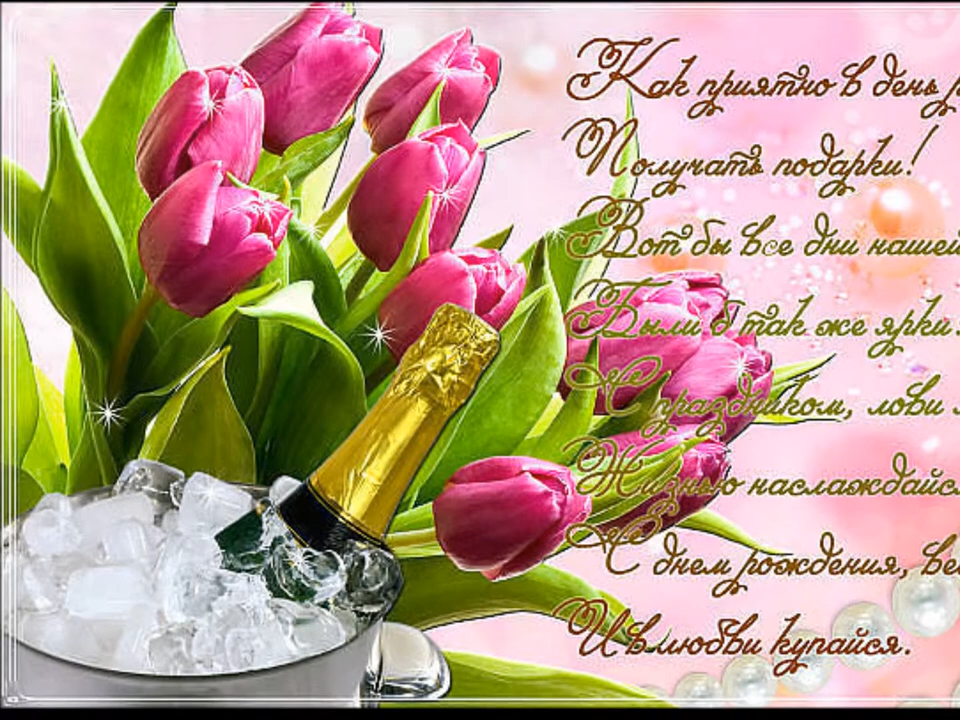 Как приятно в день
Получать подарки!
Вот бы все дни нашей
Были б так же ярки
С праздником, лови
Жизнью наслаждайся
С днем рождения,
И в любви купайся.